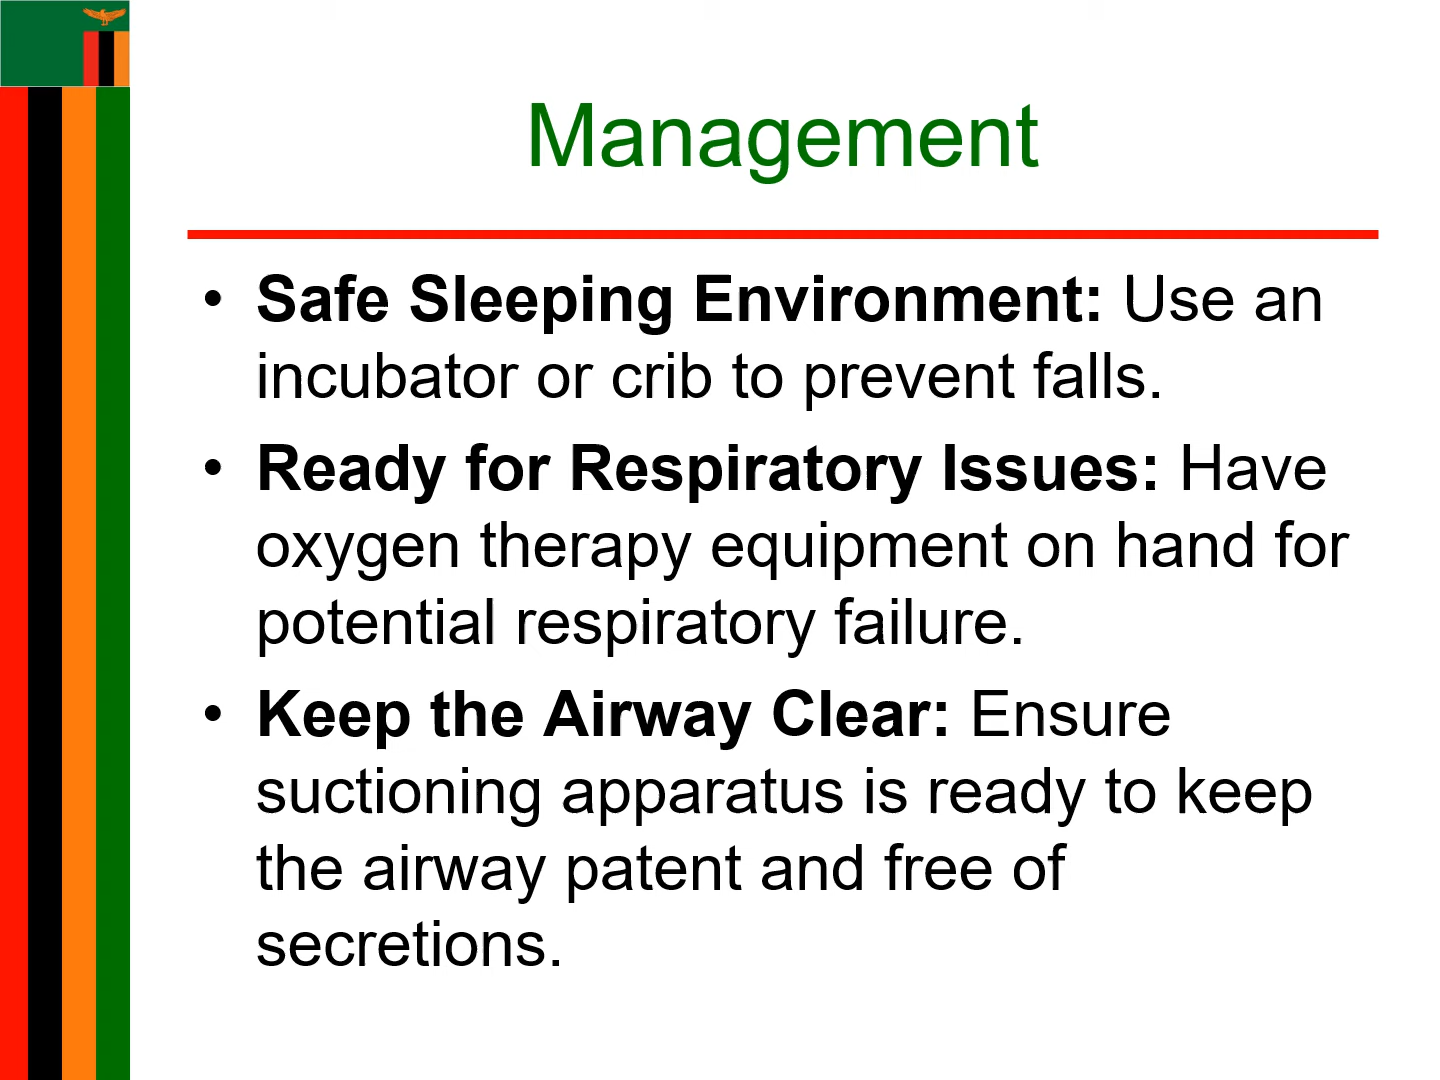 Management
• Safe Sleeping Environment: Use an
incubator or crib to prevent falls.
• Ready for Respiratory Issues: Have
oxygen therapy equipment on hand for
potential respiratory failure.
• Keep the Airway Clear: Ensure
suctioning apparatus is ready to keep
the airway patent and free of
secretions.